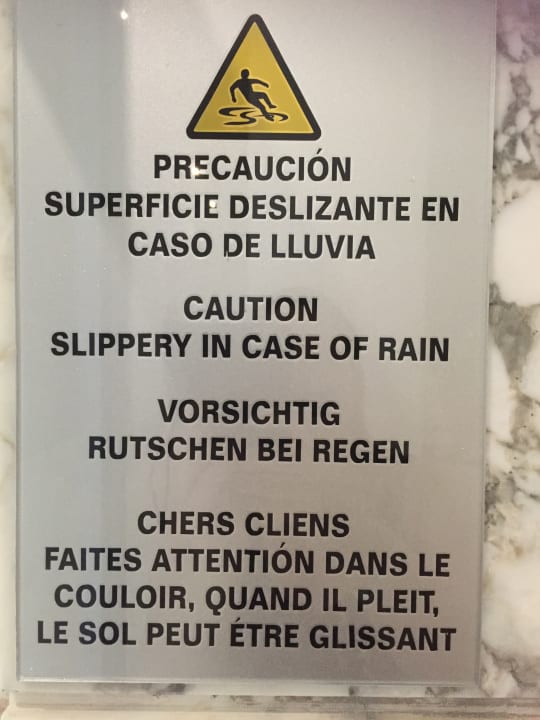 PRECAUCIÓN
SUPERFICIE DESLIZANTE EN
CASO DE LLUVIA
CAUTION
SLIPPERY IN CASE OF RAIN
VORSICHTIG
RUTSCHEN BEI REGEN
CHERS CLIENS
FAITES ATTENTIÓN DANS LE
COULOIR, QUAND IL PLEIT,
LE SOL PEUT ÉTRE GLISSANT